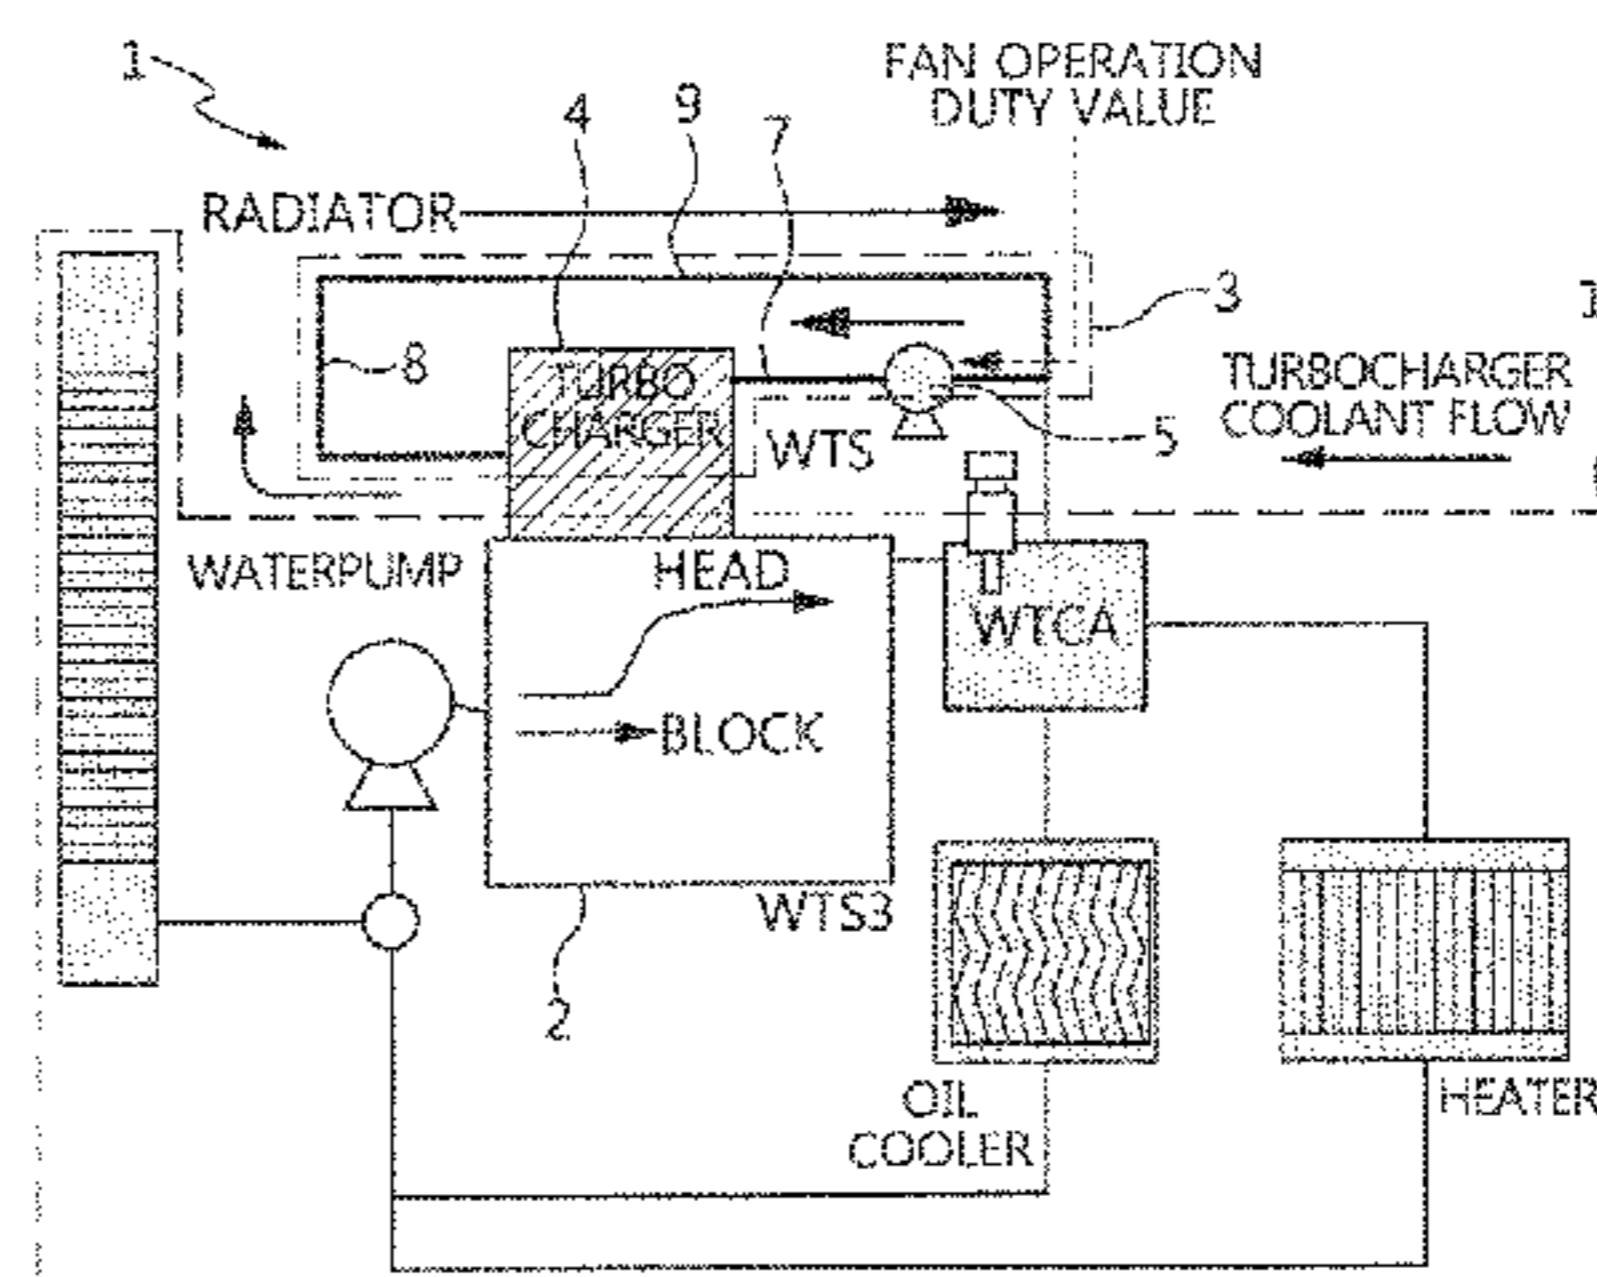 1
FAN OPERATION
DUTY VALUE
4
9
7
RADIATOR
3
8
TURBO
CHARGER
TURBOCHARGER
COOLANT FLOW
WTS
5
WATERPUMP
HEAD
WTCA
BLOCK
WTS3
2
OIL
COOLER
HEATER